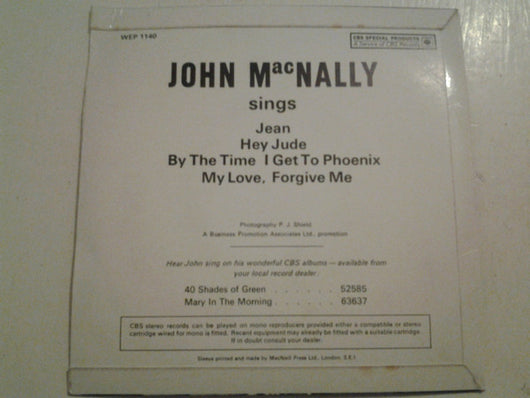 WEP 1140
CBS SPECIAL PRODUCTS
A Service of CBS Records
JOHN MacNALLY
sings
Jean
Hey Jude
By The Time I Get To Phoenix
My Love, Forgive Me
Photography P. J. Shield
A Business Promotion Associates Ltd., promotion
Hear John sing on his wonderful CBS albums — available from
your local record dealer:
40 Shades of Green . . . . . . 52585
Mary In The Morning . . . . . . 63637
CBS stereo records can be played on mono reproducers provided either a compatible or stereo
cartridge wired for mono is fitted. Recent equipment may already be fitted with a suitable cartridge.
If in doubt consult your dealer.
Sleeve printed and made by MacNeill Press Ltd., London, S.E.1